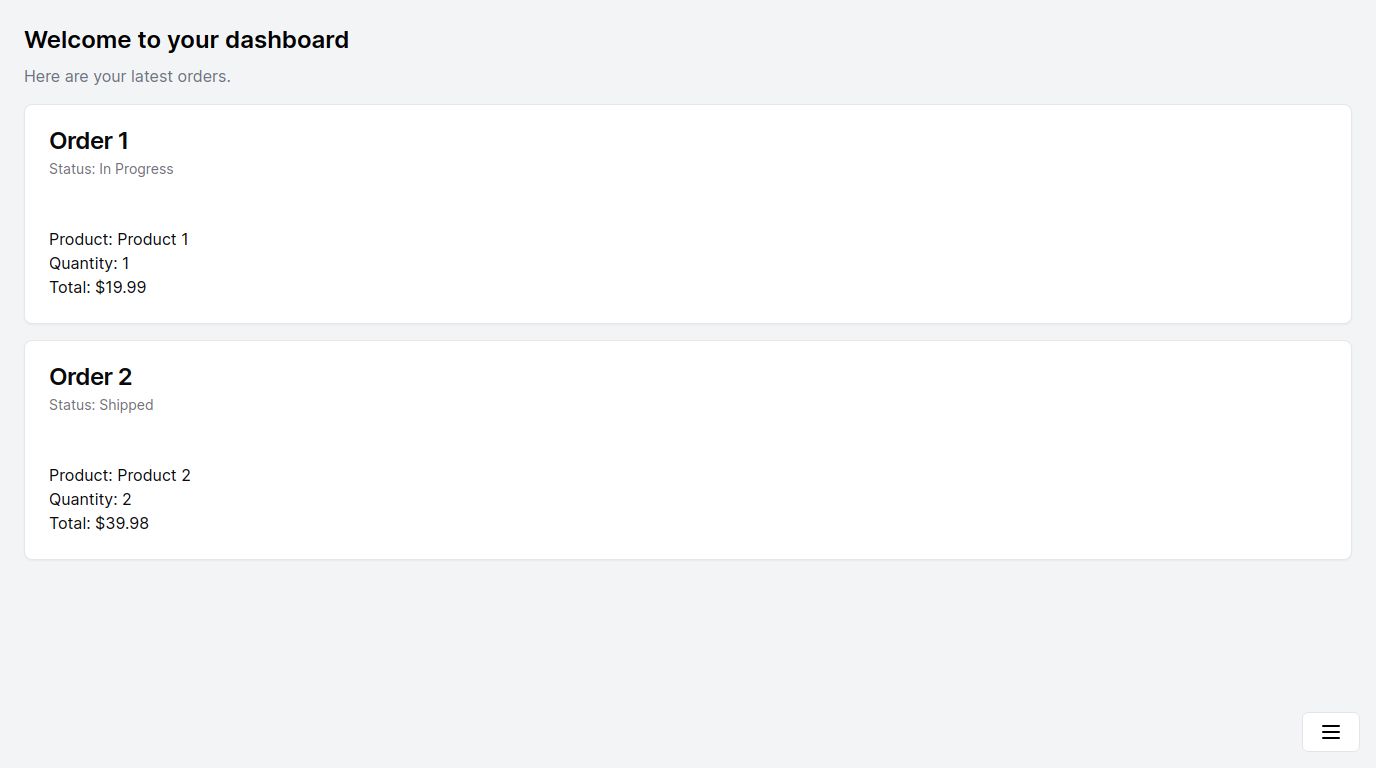 Welcome to your dashboard
Here are your latest orders.
Order 1
Status: In Progress
Product: Product 1
Quantity: 1
Total: $19.99
Order 2
Status: Shipped
Product: Product 2
Quantity: 2
Total: $39.98